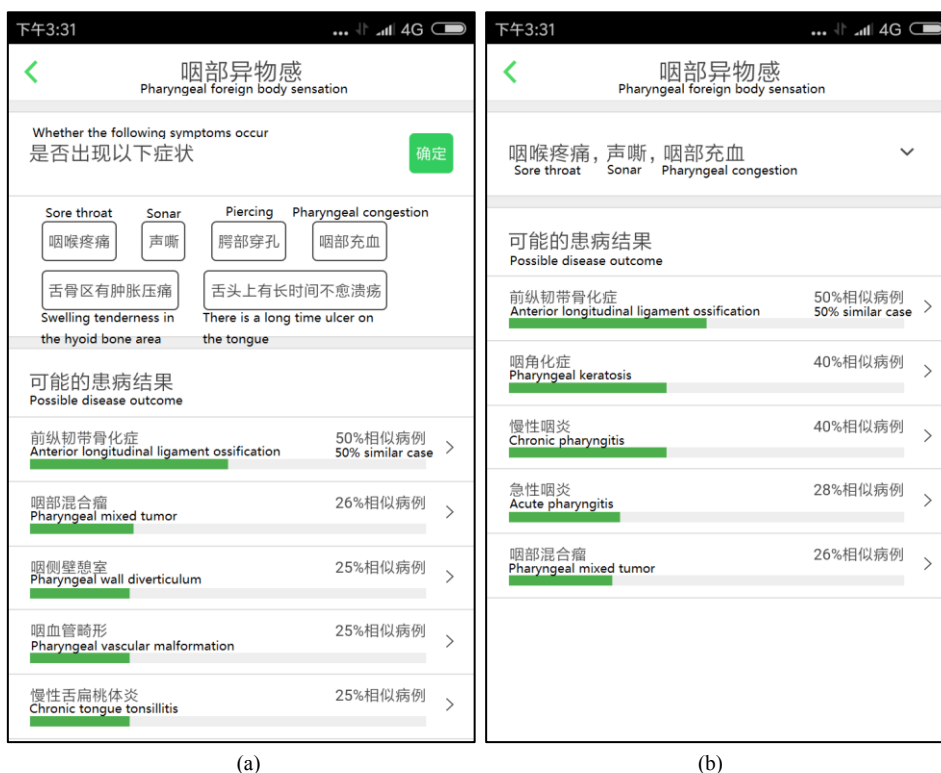 下午3:31 ... 4G
咽部异物感
Pharyngeal foreign body sensation
Whether the following symptoms occur
是否出现以下症状 确定
Sore throat Sonar Piercing Pharyngeal congestion
咽喉疼痛 声嘶 腭部穿孔 咽部充血
舌骨区有肿胀压痛 舌头上有长时间不愈溃疡
Swelling tenderness in the hyoid bone area
There is a long time ulcer on the tongue
可能的患病结果
Possible disease outcome
前纵韧带骨化症 50%相似病例
Anterior longitudinal ligament ossification 50% similar case
咽部混合瘤 26%相似病例
Pharyngeal mixed tumor
咽侧壁憩室 25%相似病例
Pharyngeal wall diverticulum
咽血管畸形 25%相似病例
Pharyngeal vascular malformation
慢性舌扁桃体炎 25%相似病例
Chronic tongue tonsillitis
(a)
下午3:31 ... 4G
咽部异物感
Pharyngeal foreign body sensation
咽喉疼痛, 声嘶, 咽部充血
Sore throat Sonar Pharyngeal congestion
可能的患病结果
Possible disease outcome
前纵韧带骨化症 50%相似病例
Anterior longitudinal ligament ossification 50% similar case
咽角化症 40%相似病例
Pharyngeal keratosis
慢性咽炎 40%相似病例
Chronic pharyngitis
急性咽炎 28%相似病例
Acute pharyngitis
咽部混合瘤 26%相似病例
Pharyngeal mixed tumor
(b)